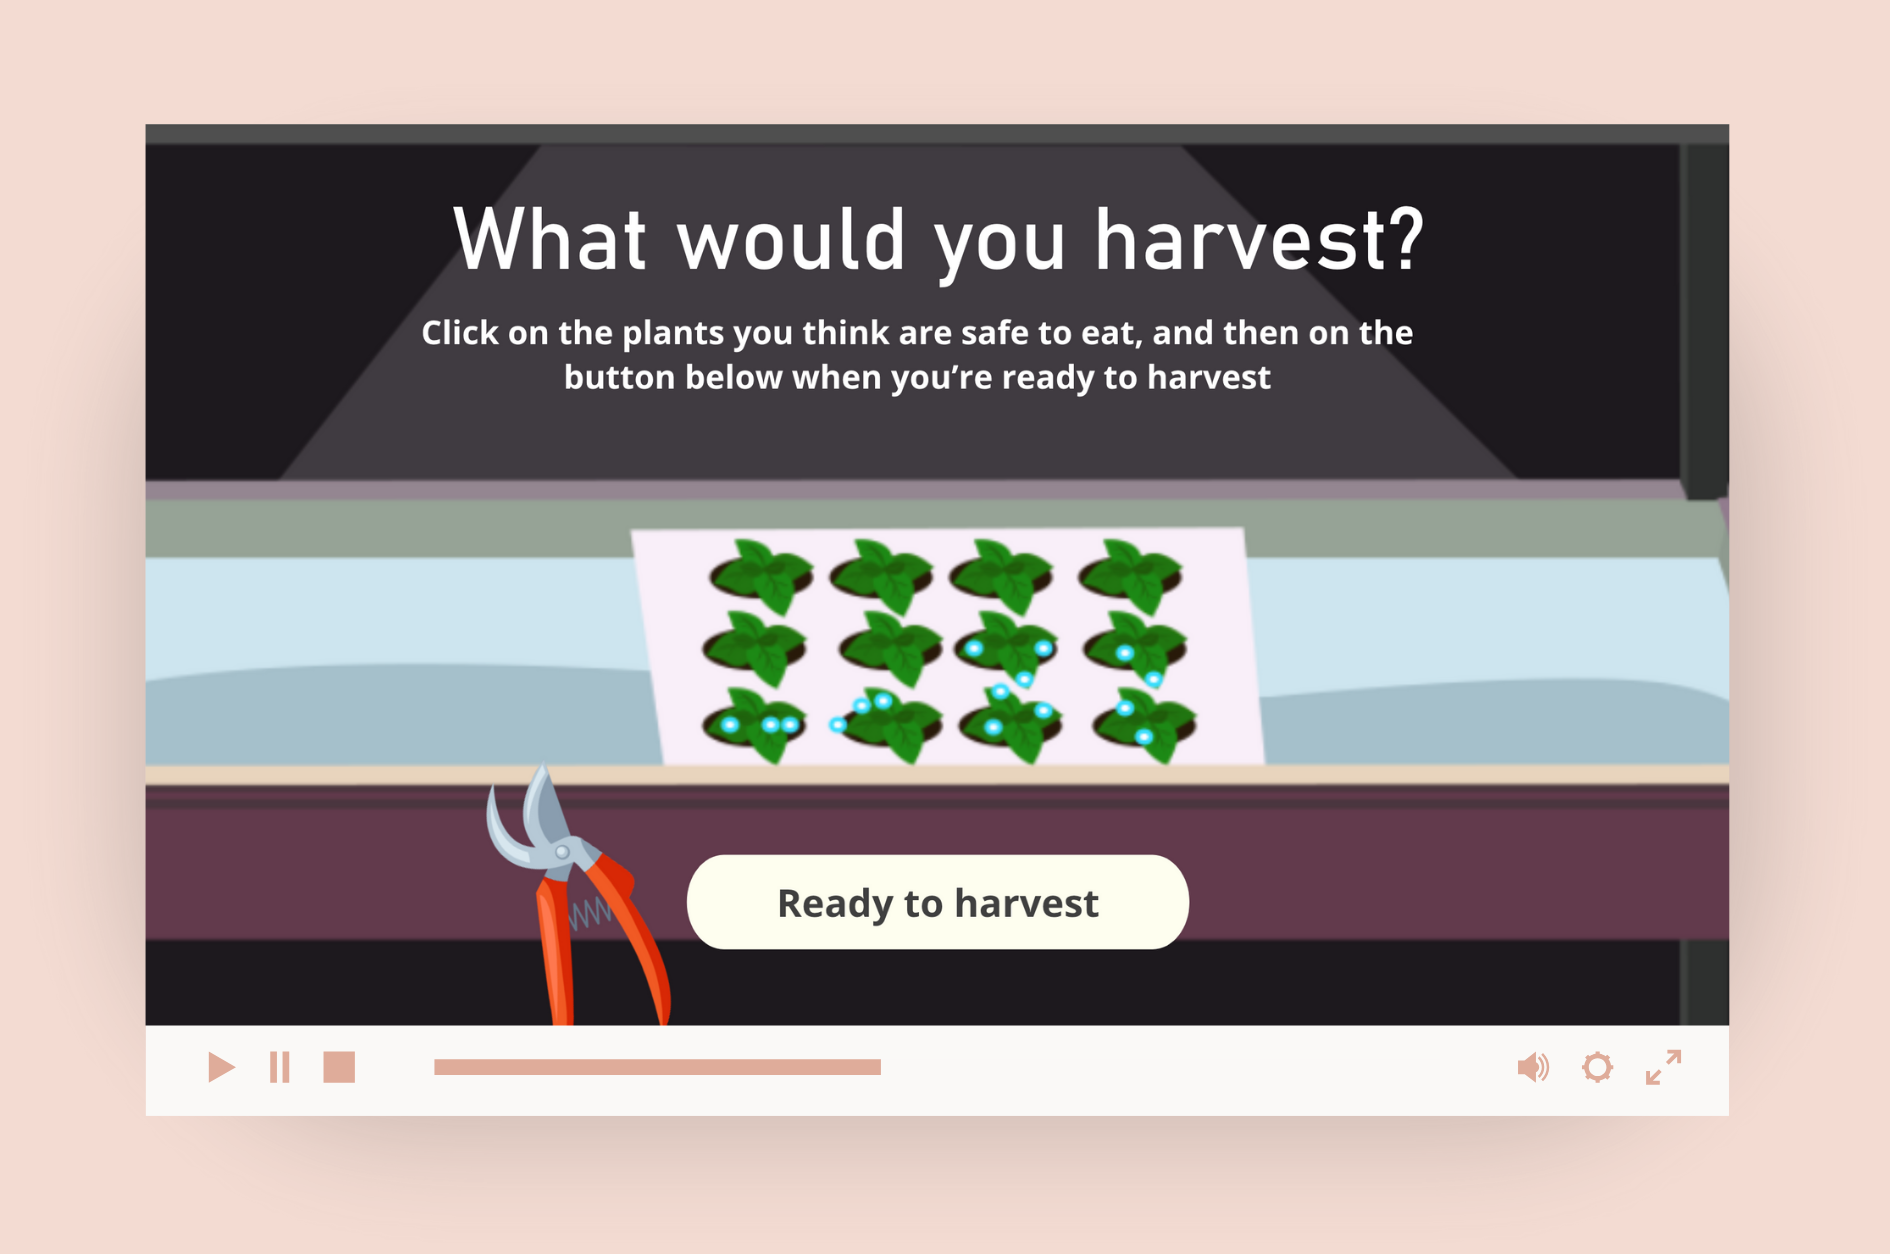 What would you harvest?
Click on the plants you think are safe to eat, and then on the
button below when you’re ready to harvest
Ready to harvest